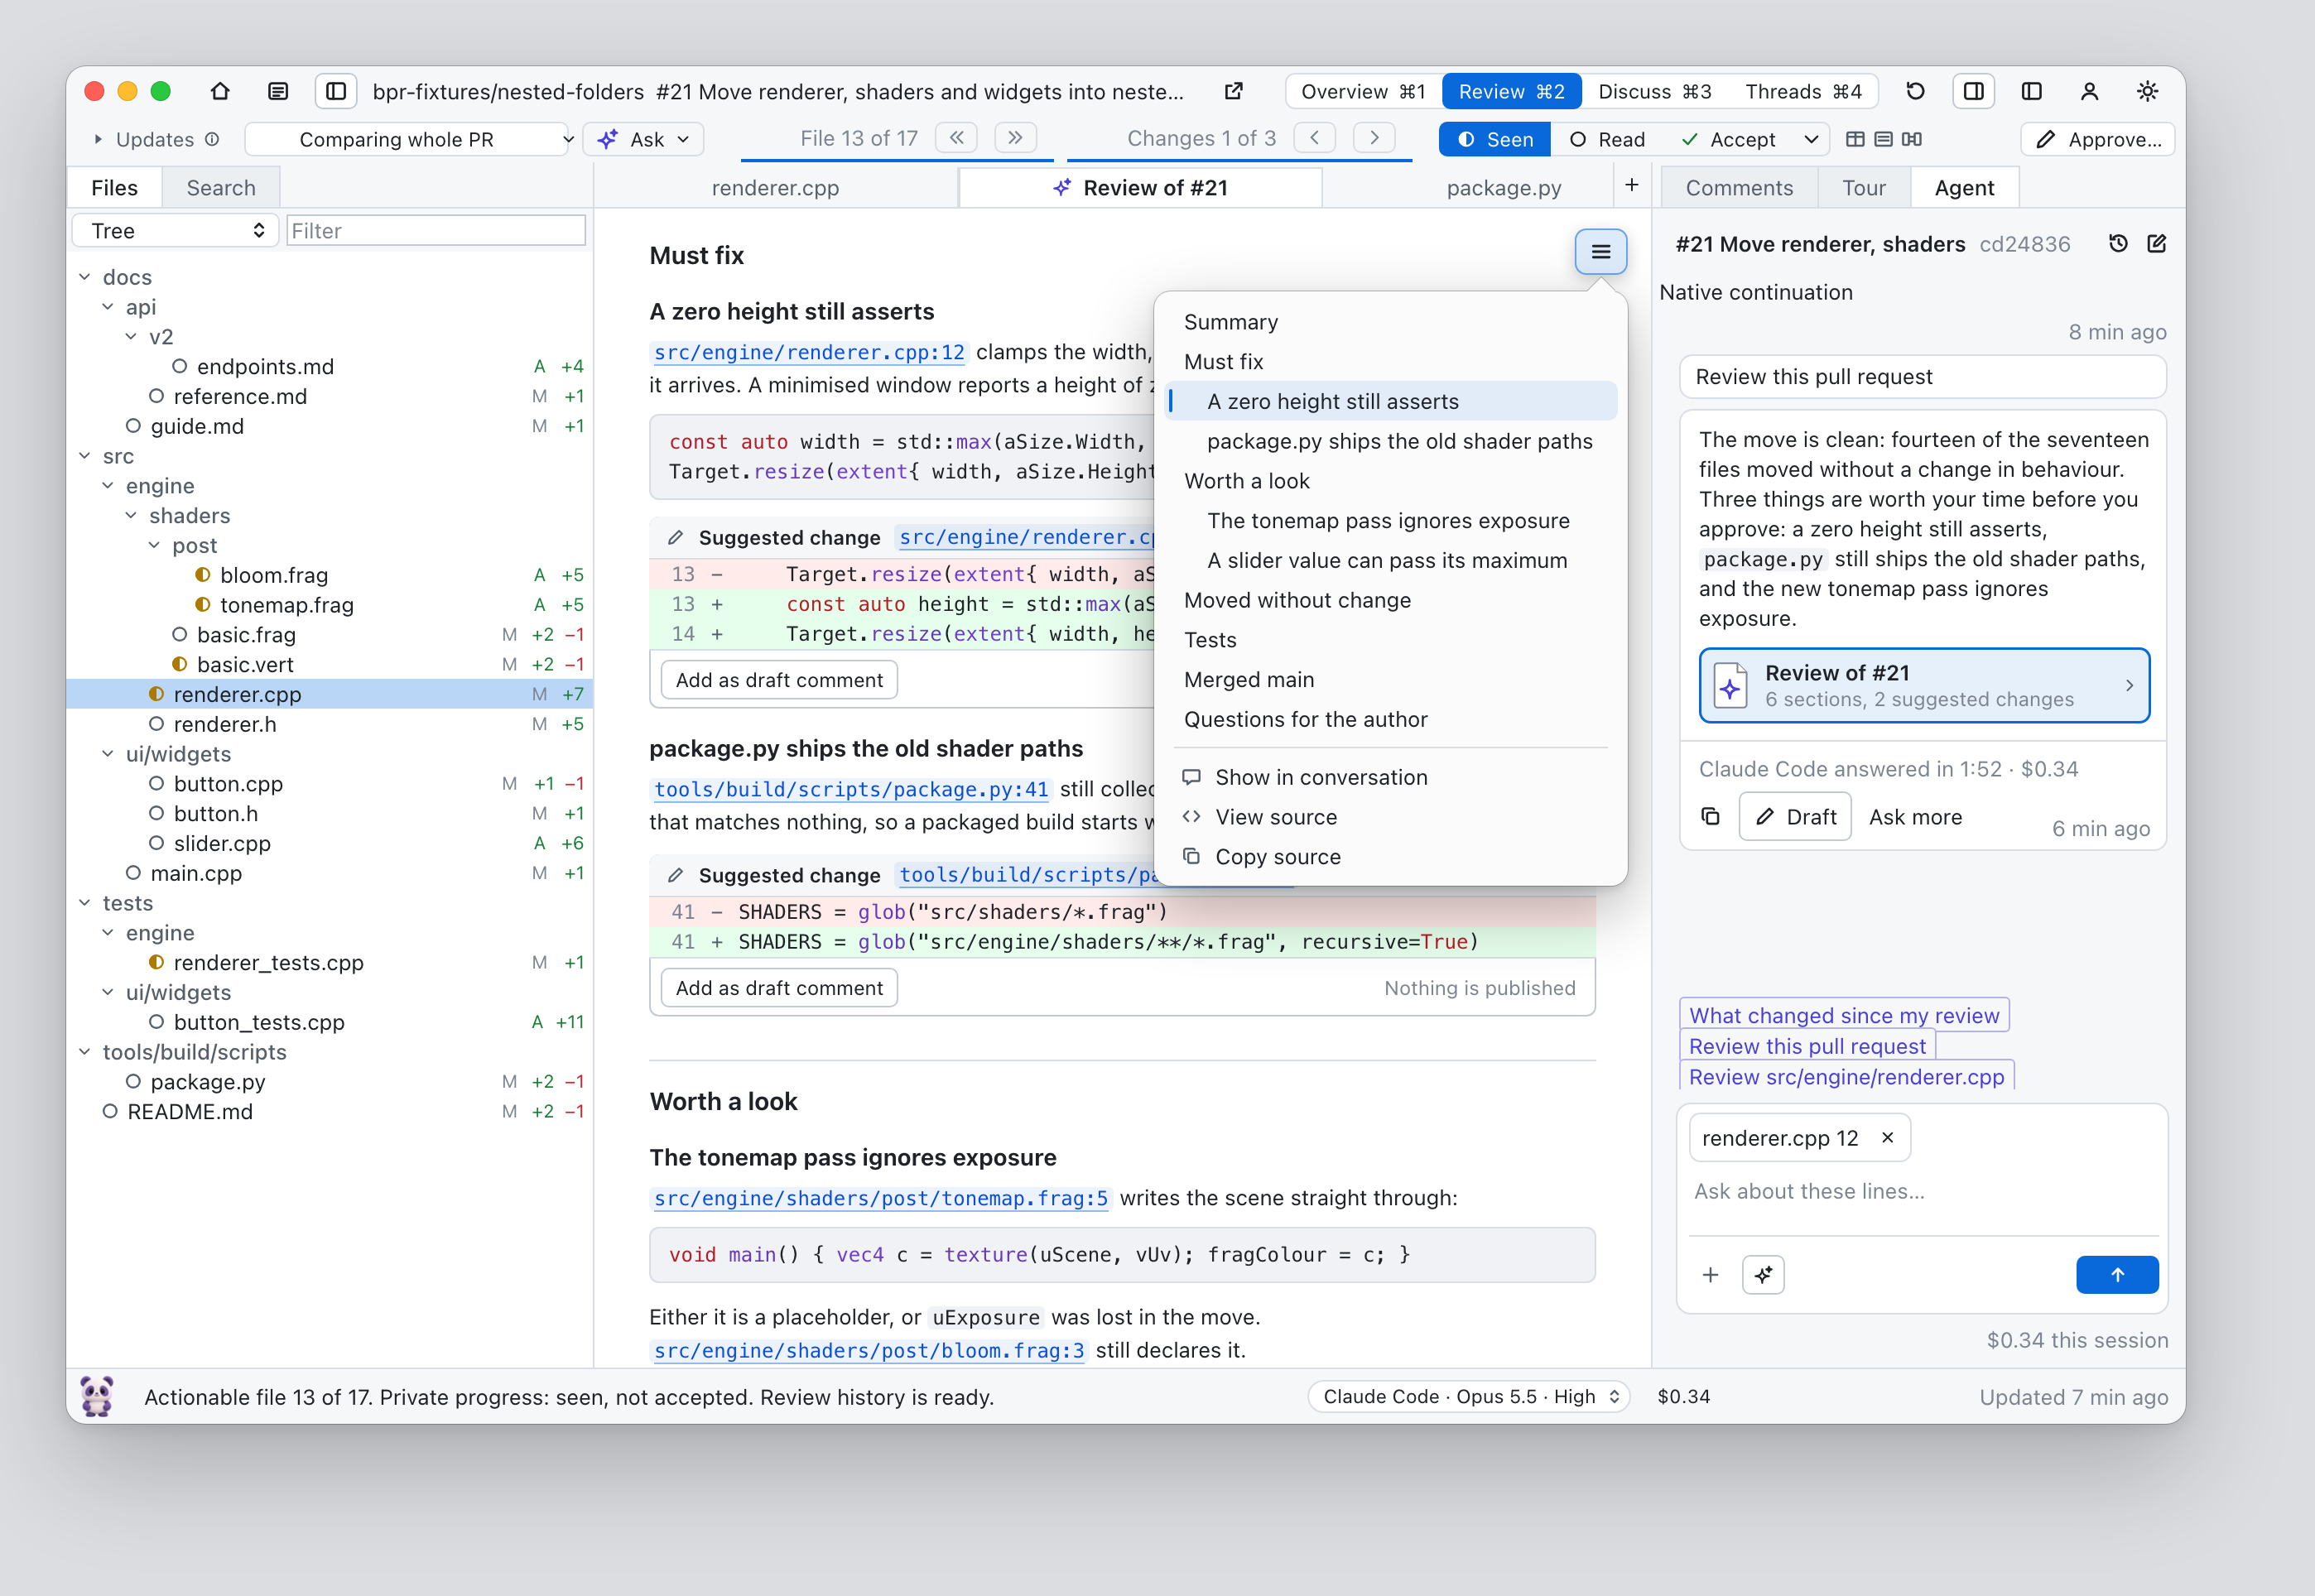 bpr-fixtures/nested-folders #21 Move renderer, shaders and widgets into neste...
Overview ⌘1
Review ⌘2
Discuss ⌘3
Threads ⌘4
Updates
Comparing whole PR
Ask
File 13 of 17
Changes 1 of 3
Seen
Read
Accept
Approve...
Files
Search
Tree
Filter
docs
api
v2
endpoints.md A +4
reference.md M +1
guide.md M +1
src
engine
shaders
post
bloom.frag A +5
tonemap.frag A +5
basic.frag M +2 −1
basic.vert M +2 −1
renderer.cpp M +7
renderer.h M +5
ui/widgets
button.cpp M +1 −1
button.h M +1
slider.cpp A +6
main.cpp M +1
tests
engine
renderer_tests.cpp M +1
ui/widgets
button_tests.cpp A +11
tools/build/scripts
package.py M +2 −1
README.md M +2 −1
renderer.cpp
Review of #21
package.py
+
Must fix
A zero height still asserts
src/engine/renderer.cpp:12 clamps the width,
it arrives. A minimised window reports a height of
const auto width = std::max(aSize.Width,
Target.resize(extent{ width, aSize.Height
Suggested change src/engine/renderer.c
13 − Target.resize(extent{ width, aS
13 + const auto height = std::max(aS
14 + Target.resize(extent{ width, he
Add as draft comment
package.py ships the old shader paths
tools/build/scripts/package.py:41 still collec
that matches nothing, so a packaged build starts
Suggested change tools/build/scripts/pa
41 − SHADERS = glob("src/shaders/*.frag")
41 + SHADERS = glob("src/engine/shaders/**/*.frag", recursive=True)
Add as draft comment
Nothing is published
Worth a look
The tonemap pass ignores exposure
src/engine/shaders/post/tonemap.frag:5 writes the scene straight through:
void main() { vec4 c = texture(uScene, vUv); fragColour = c; }
Either it is a placeholder, or uExposure was lost in the move.
src/engine/shaders/post/bloom.frag:3 still declares it.
Summary
Must fix
A zero height still asserts
package.py ships the old shader paths
Worth a look
The tonemap pass ignores exposure
A slider value can pass its maximum
Moved without change
Tests
Merged main
Questions for the author
Show in conversation
View source
Copy source
Comments
Tour
Agent
#21 Move renderer, shaders cd24836
Native continuation
8 min ago
Review this pull request
The move is clean: fourteen of the seventeen
files moved without a change in behaviour.
Three things are worth your time before you
approve: a zero height still asserts,
package.py still ships the old shader paths,
and the new tonemap pass ignores
exposure.
Review of #21
6 sections, 2 suggested changes
Claude Code answered in 1:52 · $0.34
Draft
Ask more
6 min ago
What changed since my review
Review this pull request
Review src/engine/renderer.cpp
renderer.cpp 12 ×
Ask about these lines...
$0.34 this session
Actionable file 13 of 17. Private progress: seen, not accepted. Review history is ready.
Claude Code · Opus 5.5 · High
$0.34
Updated 7 min ago